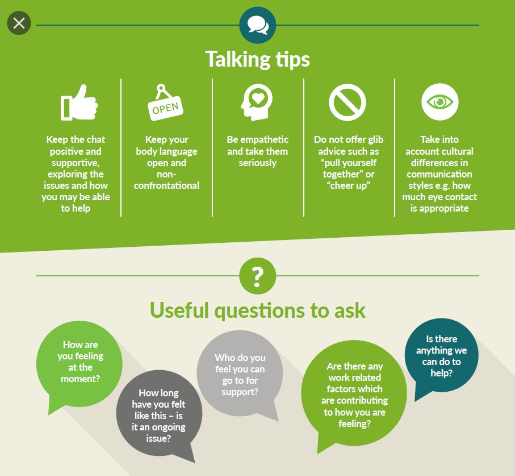 Talking tips
OPEN
Keep the chat
positive and
supportive,
exploring the
issues and how
you may be able
to help
Keep your
body language
open and
non-
confrontational
Be empathetic
and take them
seriously
Do not offer glib
advice such as
"pull yourself
together" or
"cheer up"
Take into
account cultural
differences in
communication
styles e.g. how
much eye contact
is appropriate
?
Useful questions to ask
How are
you feeling
at the
moment?
How long
have you felt
like this – is
it an ongoing
issue?
Who do you
feel you can
go to for
support?
Are there any
work related
factors which
are contributing
to how you are
feeling?
Is there
anything we
can do to
help?